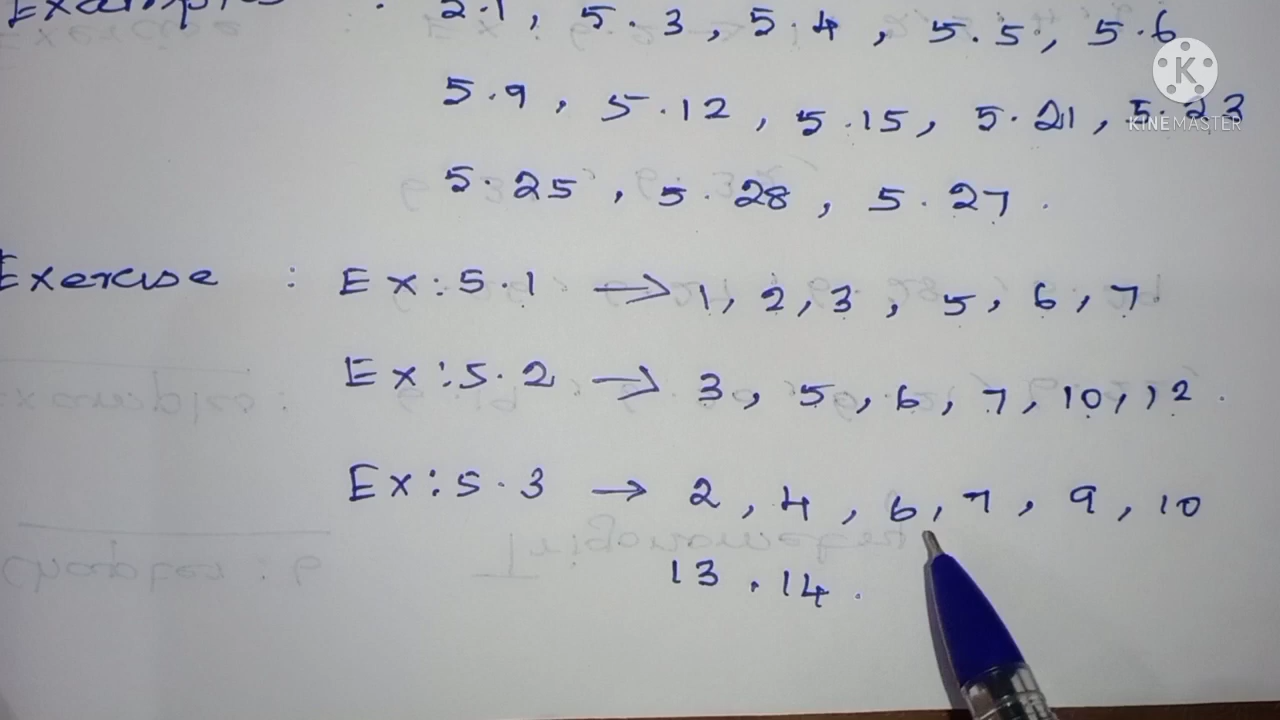 Examples : 2.1, 5.3, 5.4, 5.5, 5.6
5.9, 5.12, 5.15, 5.21, 5.23
5.25, 5.28, 5.27.
Exercise : Ex:5.1 → 1, 2, 3, 5, 6, 7
Ex:5.2 → 3, 5, 6, 7, 10, 12.
Ex:5.3 → 2, 4, 6, 7, 9, 10
13, 14.
K
KINEMASTER